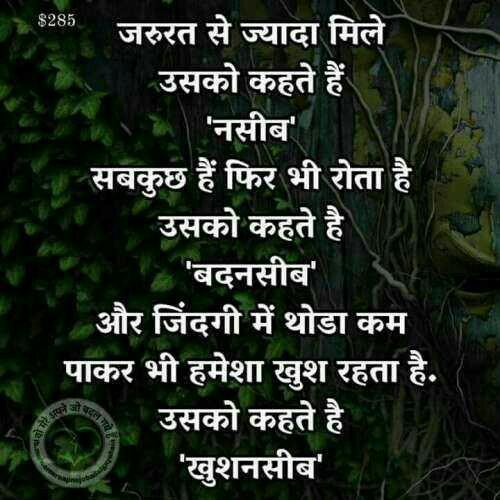 $285
जरुरत से ज्यादा मिले
उसको कहते हैं
'नसीब'
सबकुछ हैं फिर भी रोता है
उसको कहते है
'बदनसीब'
और जिंदगी में थोडा कम
पाकर भी हमेशा खुश रहता है.
उसको कहते है
'खुशनसीब'